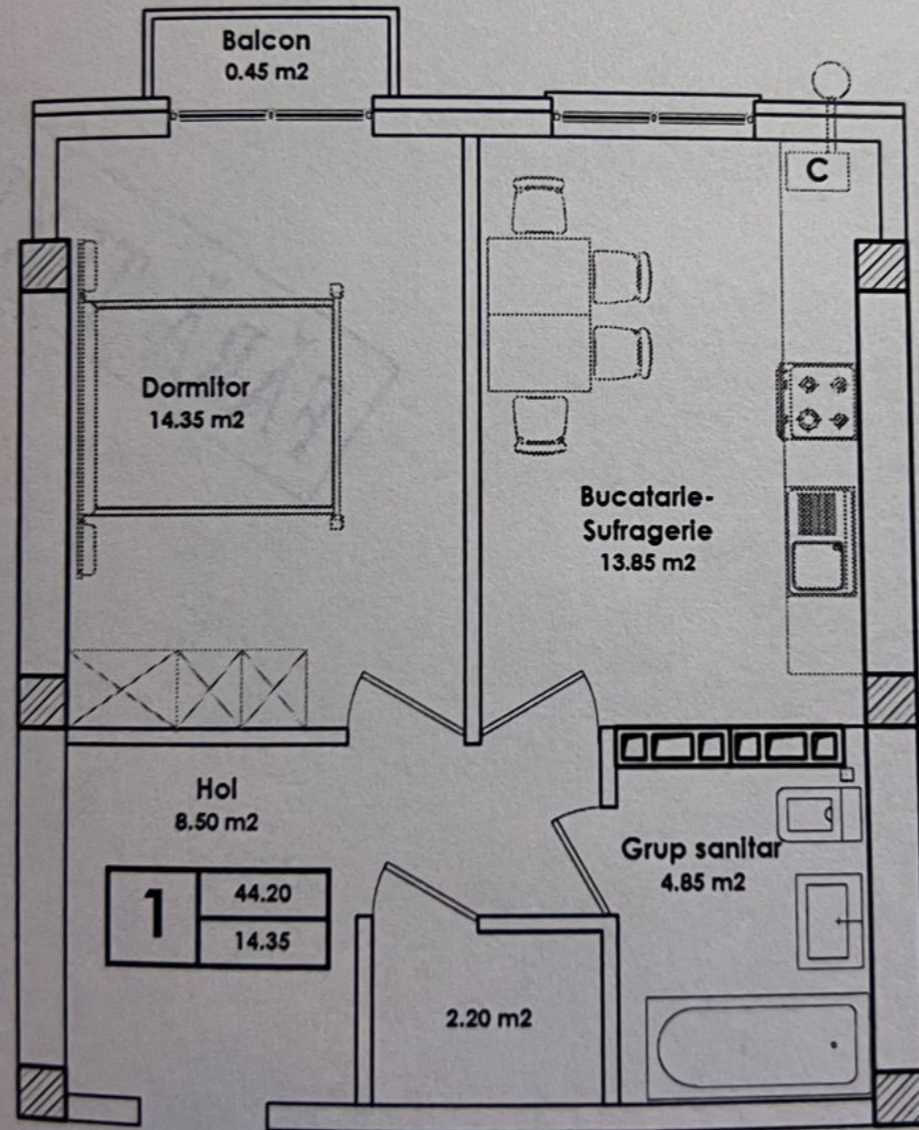 Balcon
0.45 m2
C
Dormitor
14.35 m2
Bucatarie-
Sufragerie
13.85 m2
Hol
8.50 m2
Grup sanitar
4.85 m2
1
44.20
14.35
2.20 m2